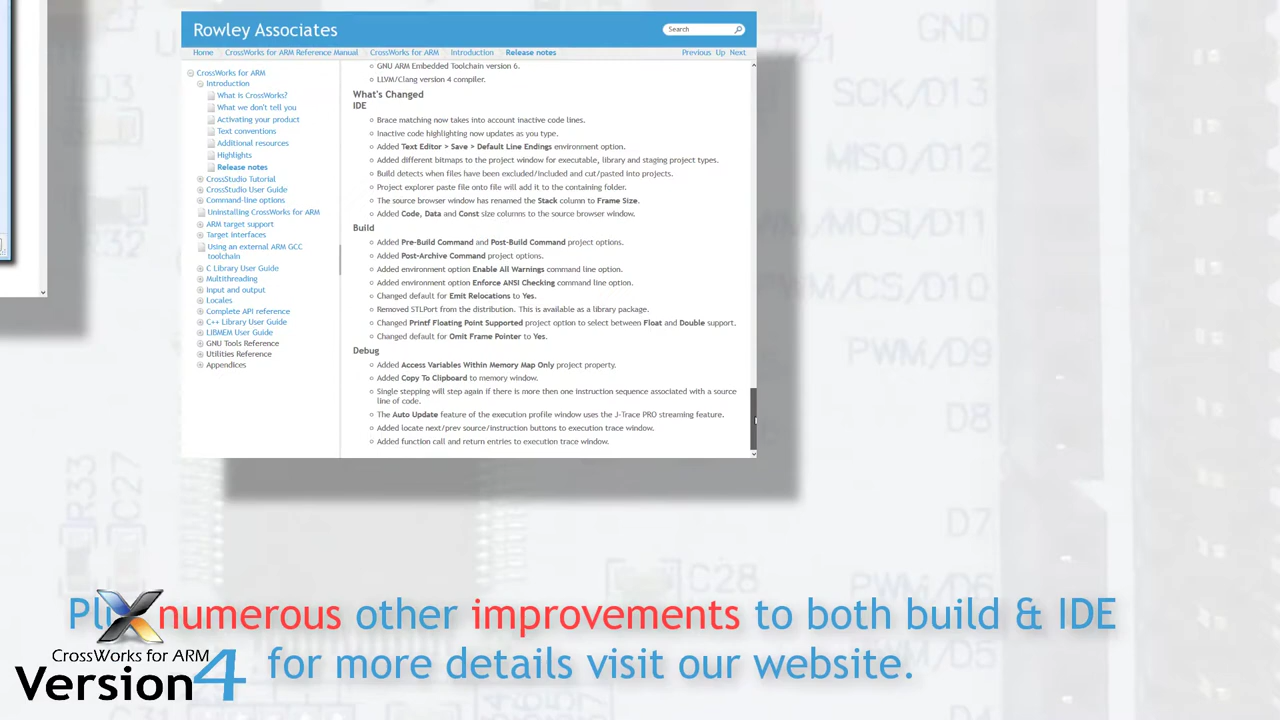 Rowley Associates
Search
Home CrossWorks for ARM Reference Manual CrossWorks for ARM Introduction Release notes
Previous Up Next
CrossWorks for ARM
Introduction
What is CrossWorks?
What we don't tell you
Activating your product
Text conventions
Additional resources
Highlights
Release notes
CrossStudio Tutorial
CrossStudio User Guide
Command-line options
Uninstalling CrossWorks for ARM
ARM target support
Target interfaces
Using an external ARM GCC
toolchain
C Library User Guide
Multithreading
Input and output
Locales
Complete API reference
C++ Library User Guide
LIBMEM User Guide
GNU Tools Reference
Utilities Reference
Appendices
GNU ARM Embedded Toolchain version 6.
LLVM/Clang version 4 compiler.
What's Changed
IDE
Brace matching now takes into account inactive code lines.
Inactive code highlighting now updates as you type.
Added Text Editor > Save > Default Line Endings environment option.
Added different bitmaps to the project window for executable, library and staging project types.
Build detects when files have been excluded/included and cut/pasted into projects.
Project explorer paste file onto file will add it to the containing folder.
The source browser window has renamed the Stack column to Frame Size.
Added Code, Data and Const size columns to the source browser window.
Build
Added Pre-Build Command and Post-Build Command project options.
Added Post-Archive Command project options.
Added environment option Enable All Warnings command line option.
Added environment option Enforce ANSI Checking command line option.
Changed default for Emit Relocations to Yes.
Removed STLPort from the distribution. This is available as a library package.
Changed Printf Floating Point Supported project option to select between Float and Double support.
Changed default for Omit Frame Pointer to Yes.
Debug
Added Access Variables Within Memory Map Only project property.
Added Copy To Clipboard to memory window.
Single stepping will step again if there is more then one instruction sequence associated with a source
line of code.
The Auto Update feature of the execution profile window uses the J-Trace PRO streaming feature.
Added locate next/prev source/instruction buttons to execution trace window.
Added function call and return entries to execution trace window.
GND
SCK
D8
D7
R33
C27
C28
PWM/D5
D4
C31
numerous other improvements to both build & IDE
for more details visit our website.
CrossWorks for ARM
Version 4